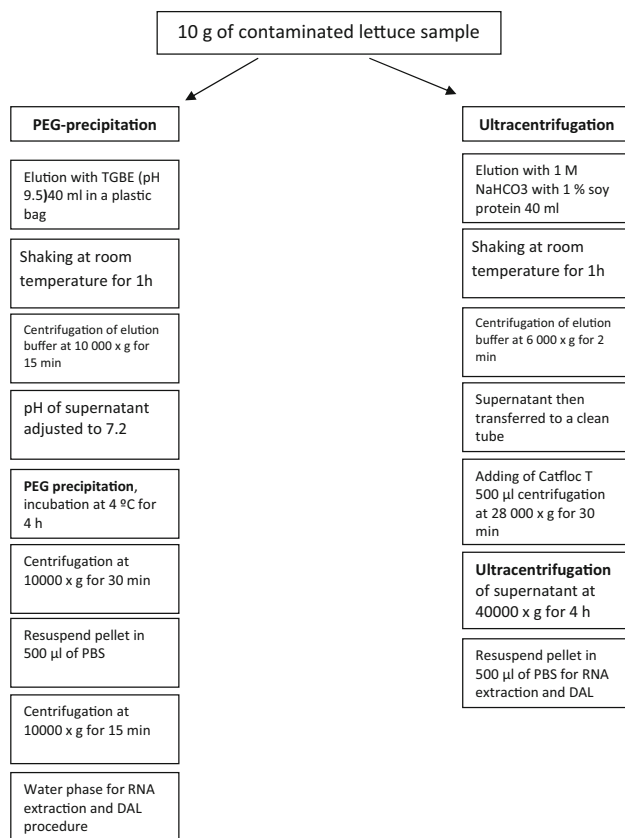 10 g of contaminated lettuce sample
PEG-precipitation
Elution with TGBE (pH
9.5)40 ml in a plastic
bag
Shaking at room
temperature for 1h
Centrifugation of elution
buffer at 10 000 x g for
15 min
pH of supernatant
adjusted to 7.2
PEG precipitation,
incubation at 4 ºC for
4 h
Centrifugation at
10000 x g for 30 min
Resuspend pellet in
500 µl of PBS
Centrifugation at
10000 x g for 15 min
Water phase for RNA
extraction and DAL
procedure
Ultracentrifugation
Elution with 1 M
NaHCO3 with 1 % soy
protein 40 ml
Shaking at room
temperature for 1h
Centrifugation of elution
buffer at 6 000 x g for 2
min
Supernatant then
transferred to a clean
tube
Adding of Catfloc T
500 µl centrifugation
at 28 000 x g for 30
min
Ultracentrifugation
of supernatant at
40000 x g for 4 h
Resuspend pellet in
500 µl of PBS for RNA
extraction and DAL